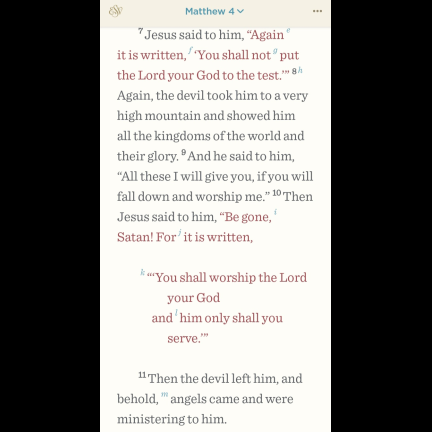 Matthew 4
7 Jesus said to him, “Again e
it is written, f ‘You shall not g put
the Lord your God to the test.’” 8 h
Again, the devil took him to a very
high mountain and showed him
all the kingdoms of the world and
their glory. 9 And he said to him,
“All these I will give you, if you will
fall down and worship me.” 10 Then
Jesus said to him, “Be gone, i
Satan! For j it is written,
k “‘You shall worship the Lord
your God
and l him only shall you
serve.’”
11 Then the devil left him, and
behold, m angels came and were
ministering to him.